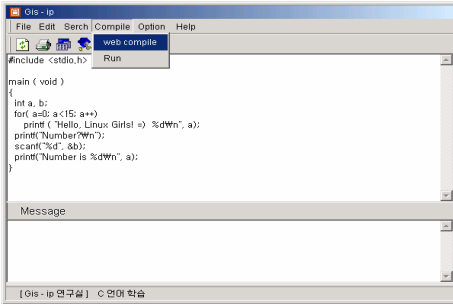 Gis - ip
File Edit Serch Compile Option Help
web compile
Run
#include <stdio.h>
main ( void )
{
int a, b;
for( a=0; a<15; a++)
printf ( "Hello, Linux Girls! =) %d₩n", a);
printf("Number?₩n");
scanf("%d", &b);
printf("Number is %d₩n", a);
}
Message
[ Gis - ip 연구실 ] C 언어 학습